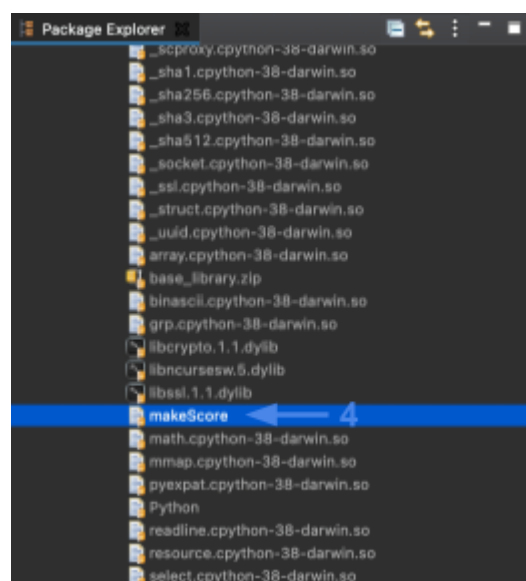 Package Explorer
_scproxy.cpython-38-darwin.so
_sha1.cpython-38-darwin.so
_sha256.cpython-38-darwin.so
_sha3.cpython-38-darwin.so
_sha512.cpython-38-darwin.so
_socket.cpython-38-darwin.so
_ssl.cpython-38-darwin.so
_struct.cpython-38-darwin.so
_uuid.cpython-38-darwin.so
array.cpython-38-darwin.so
base_library.zip
binascii.cpython-38-darwin.so
grp.cpython-38-darwin.so
libcrypto.1.1.dylib
libncursesw.5.dylib
libssl.1.1.dylib
makeScore 4
math.cpython-38-darwin.so
mmap.cpython-38-darwin.so
pyexpat.cpython-38-darwin.so
Python
readline.cpython-38-darwin.so
resource.cpython-38-darwin.so
select.cpython-38-darwin.so